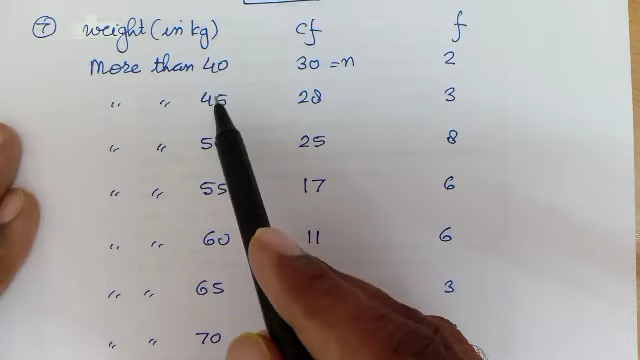 7 weight (in kg) cf f
More than 40 30 = n 2
" " 45 28 3
" " 25 8
" " 55 17 6
" " 60 11 6
" " 65 3
" " 70